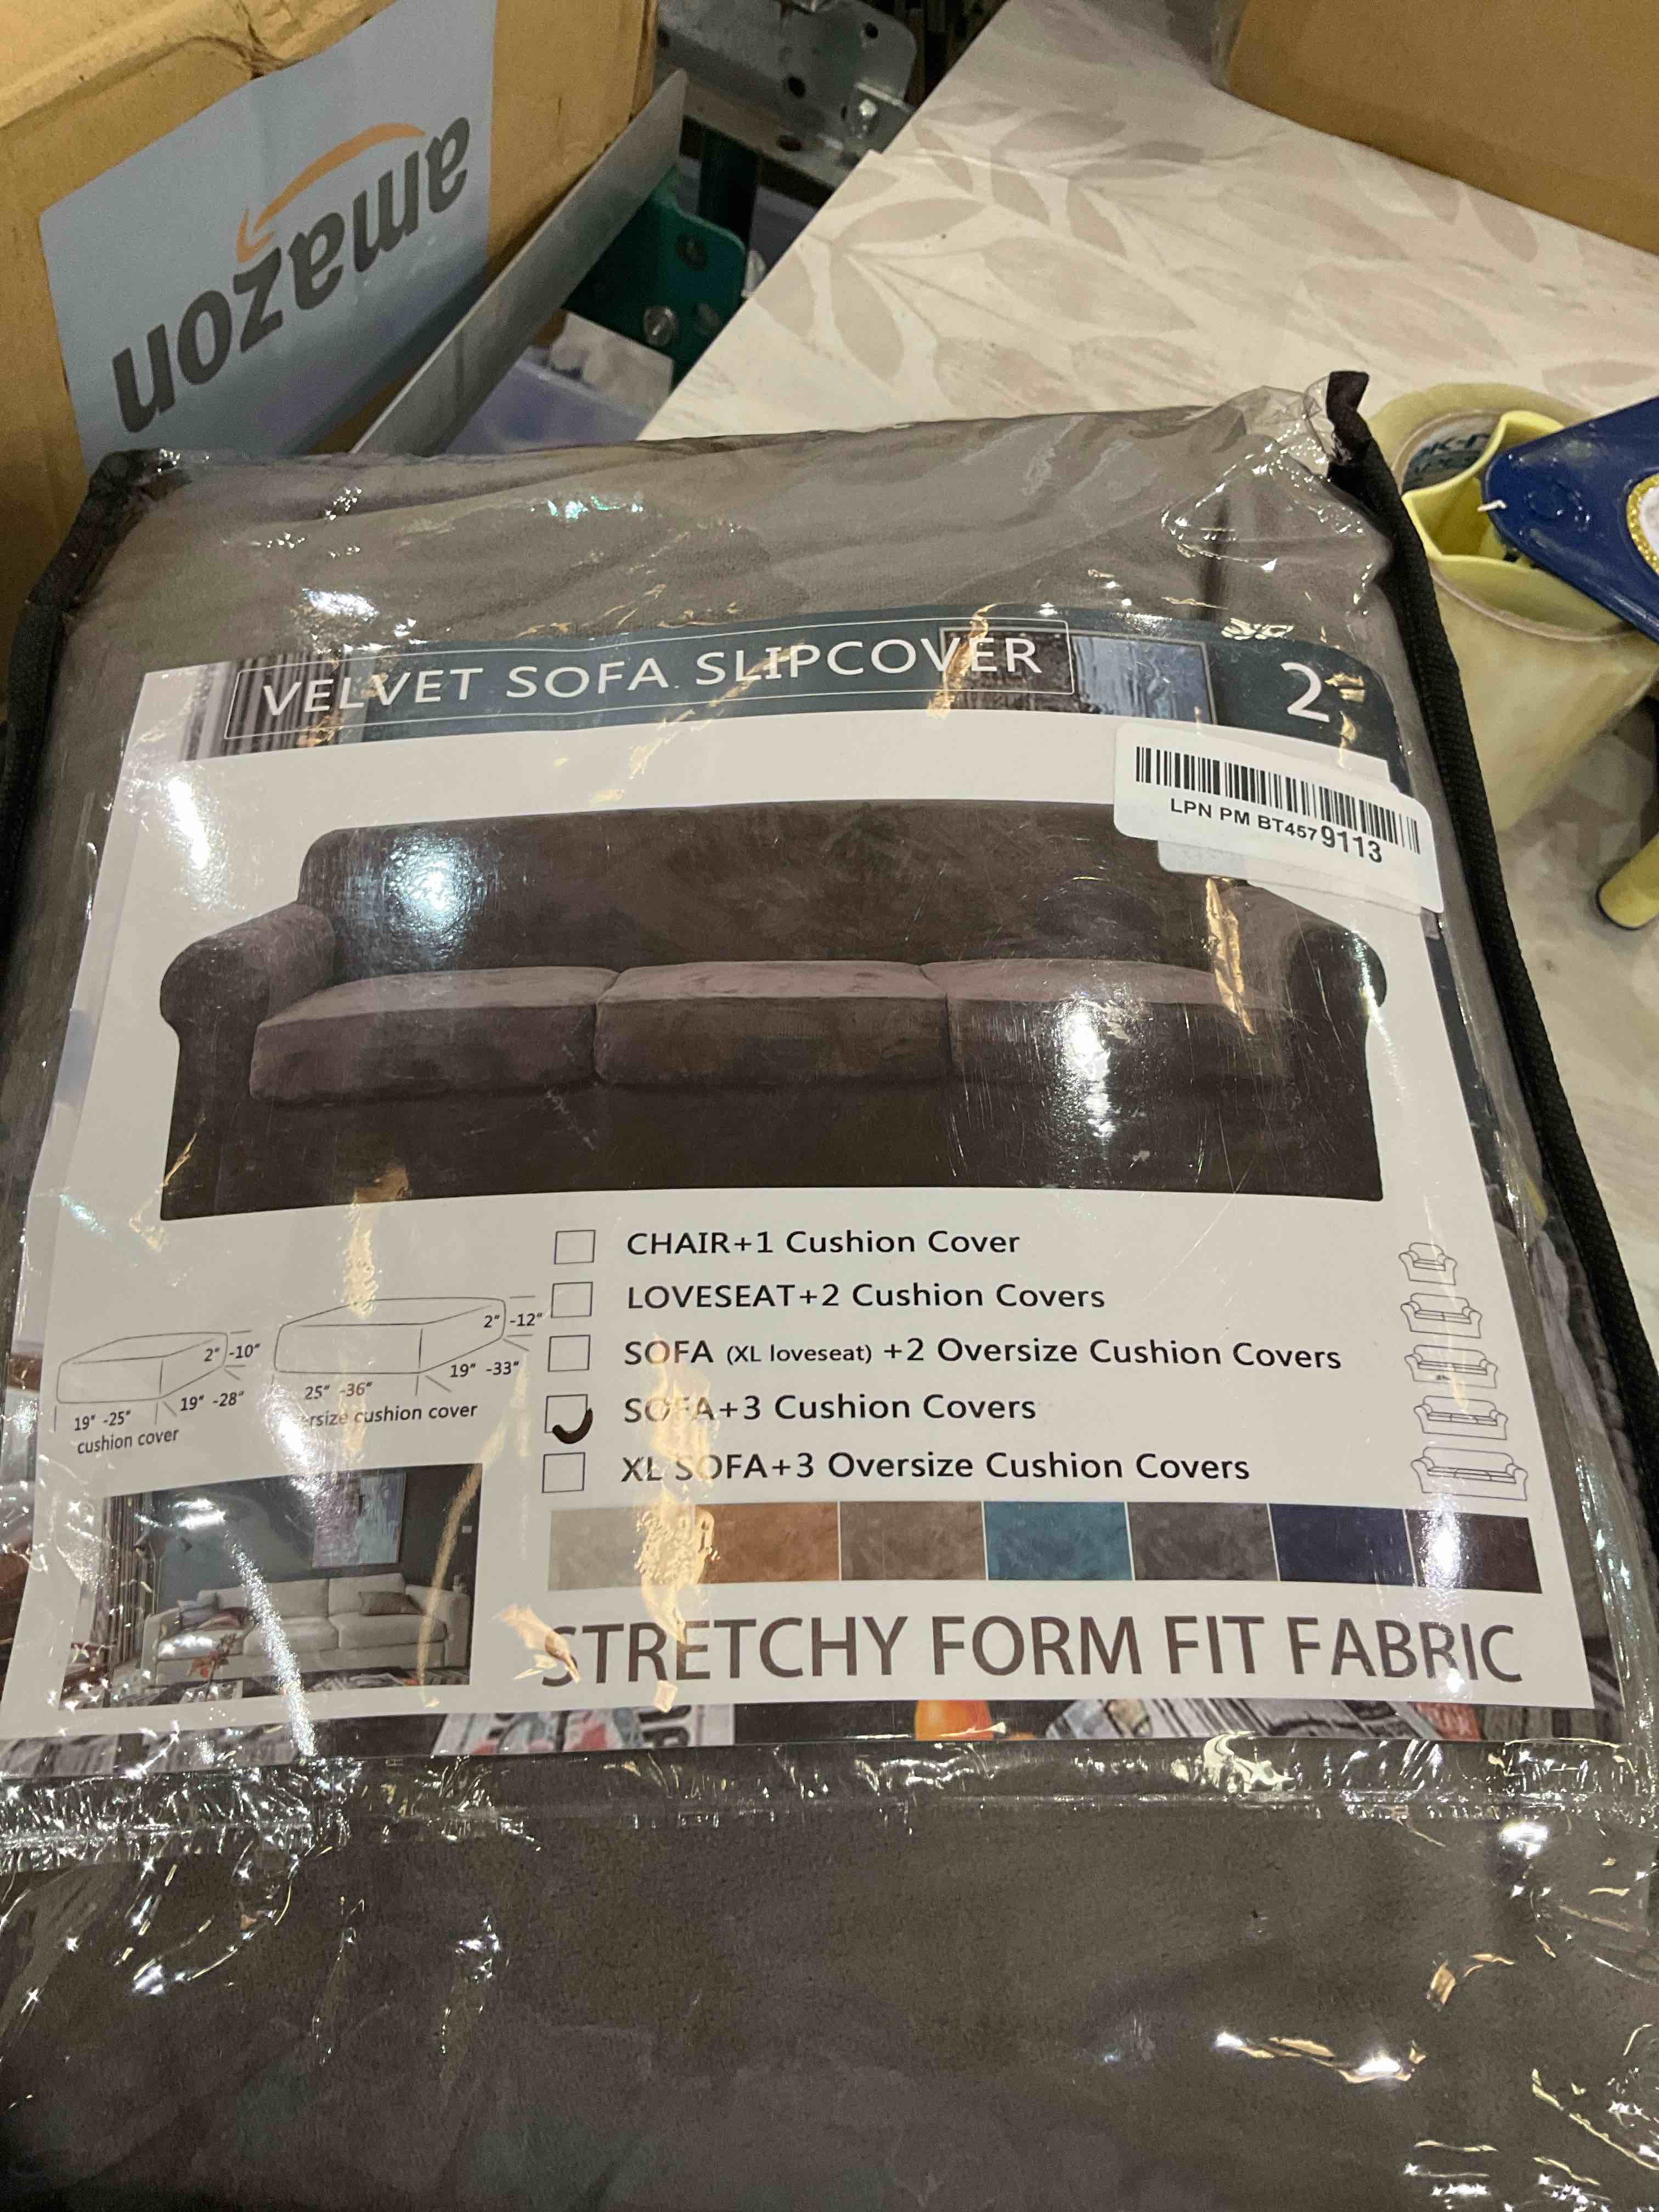 amazon
VELVET SOFA SLIPCOVER
2
LPN PM BT4579113
CHAIR+1 Cushion Cover
LOVESEAT+2 Cushion Covers
SOFA (XL loveseat) +2 Oversize Cushion Covers
SOFA+3 Cushion Covers
XL SOFA+3 Oversize Cushion Covers
2" -10"
19" -28"
19" -25"
cushion cover
2" -12"
19" -33"
25" -36"
cushion cover
STRETCHY FORM FIT FABRIC